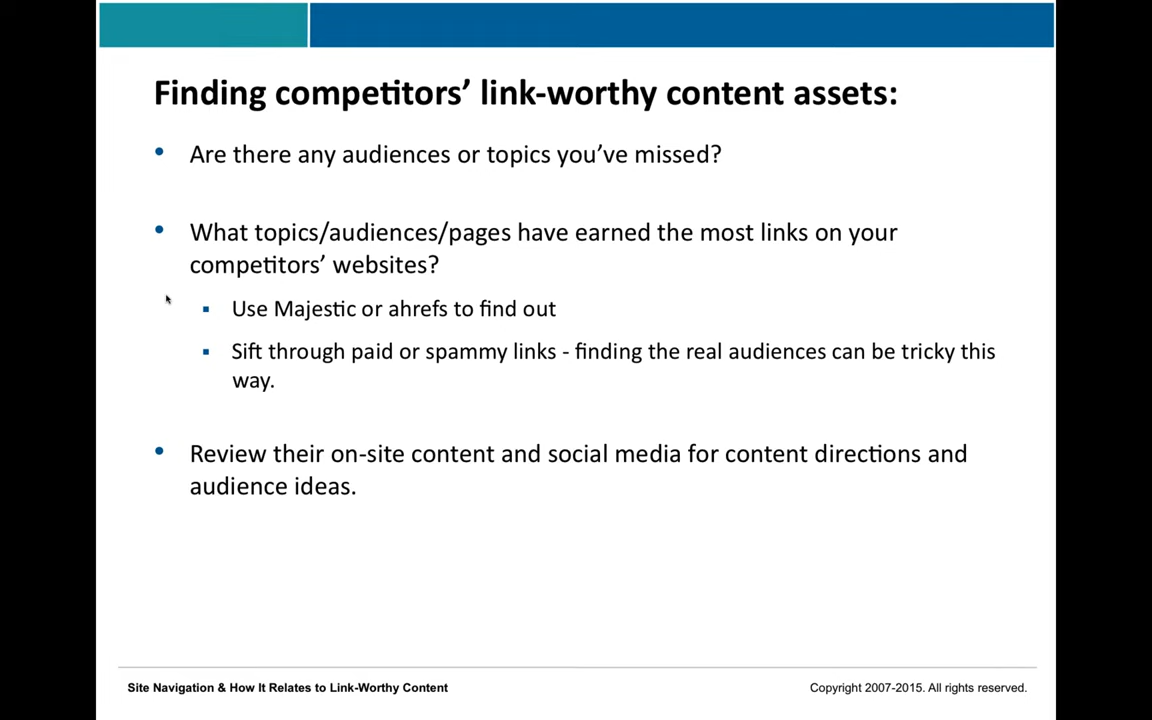 Finding competitors’ link-worthy content assets:
• Are there any audiences or topics you’ve missed?
• What topics/audiences/pages have earned the most links on your
competitors’ websites?
▪ Use Majestic or ahrefs to find out
▪ Sift through paid or spammy links - finding the real audiences can be tricky this
way.
• Review their on-site content and social media for content directions and
audience ideas.
Site Navigation & How It Relates to Link-Worthy Content
Copyright 2007-2015. All rights reserved.